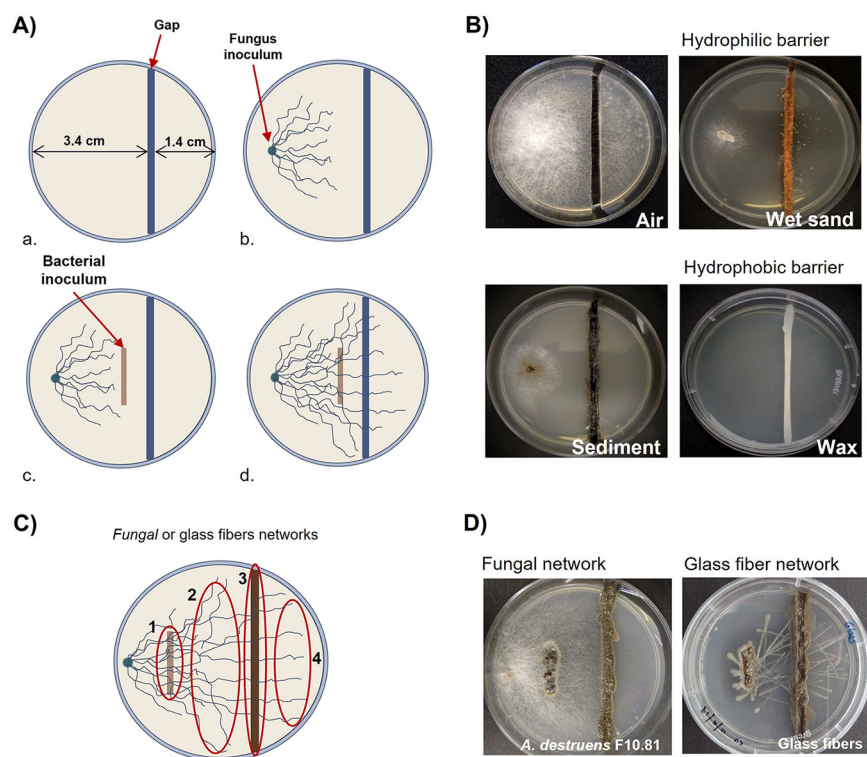 A)
Gap
3.4 cm
1.4 cm
a.
Fungus
inoculum
b.
Bacterial
inoculum
c.
d.
B)
Hydrophilic barrier
Air
Wet sand
Hydrophobic barrier
Sediment
Wax
C)
Fungal or glass fibers networks
1
2
3
4
D)
Fungal network
Glass fiber network
A. destruens F10.81
Glass fibers